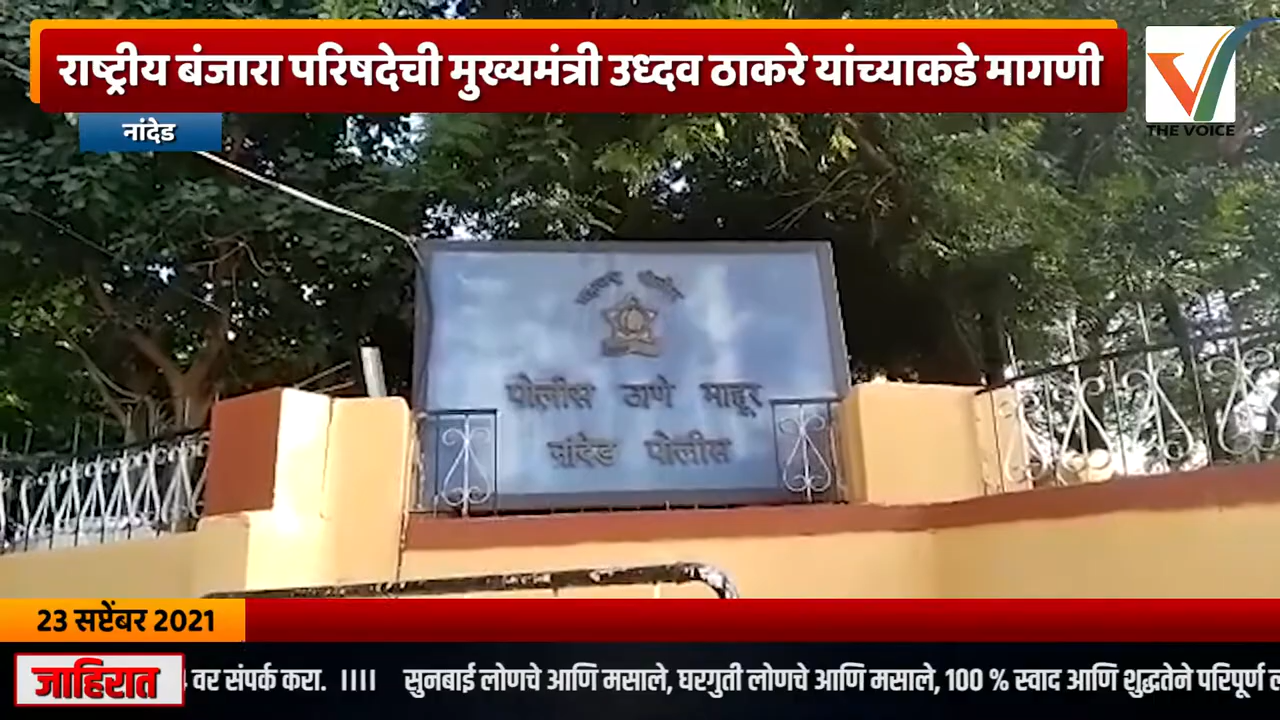 राष्ट्रीय बंजारा परिषदेची मुख्यमंत्री उध्दव ठाकरे यांच्याकडे मागणी
THE VOICE
नांदेड
पोलीस ठाणे माहूर
नांदेड पोलीस
23 सप्टेंबर 2021
जाहिरात
वर संपर्क करा. ।।।। सुनबाई लोणचे आणि मसाले, घरगुती लोणचे आणि मसाले, 100 % स्वाद आणि शुद्धतेने परिपूर्ण